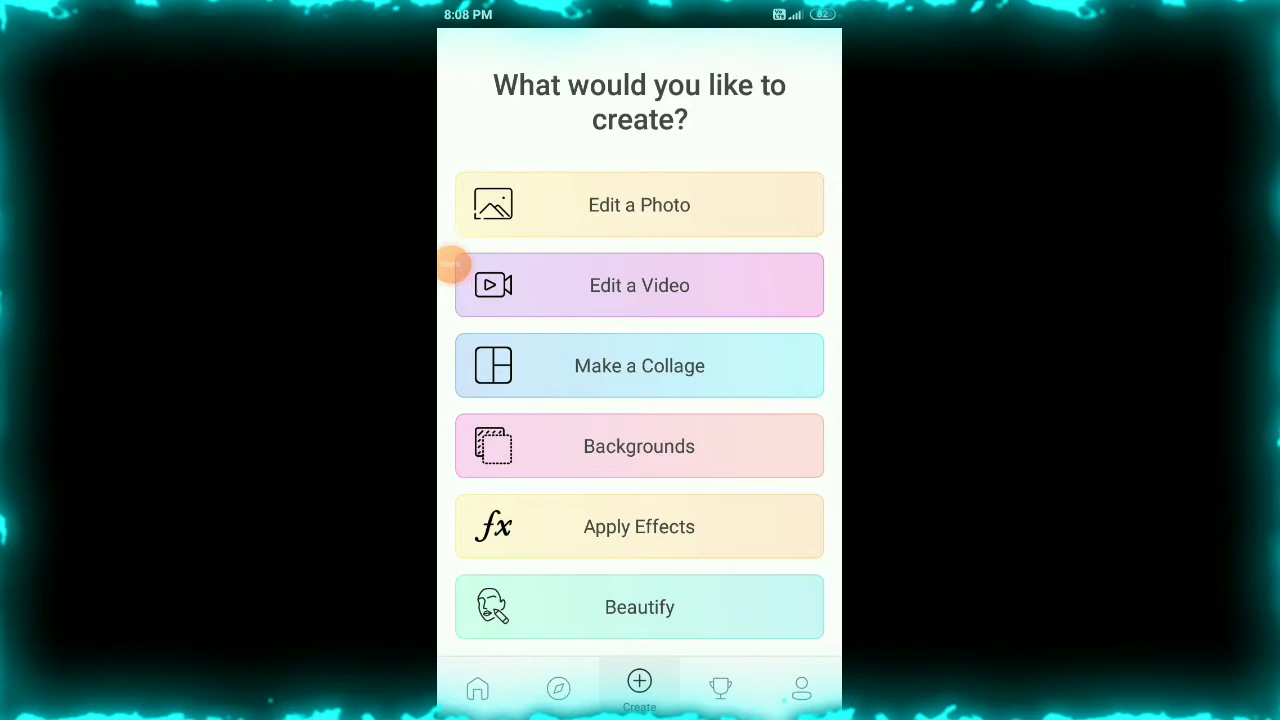 8:08 PM
82
What would you like to
create?
Edit a Photo
Edit a Video
Make a Collage
Backgrounds
fx
Apply Effects
Beautify
Create